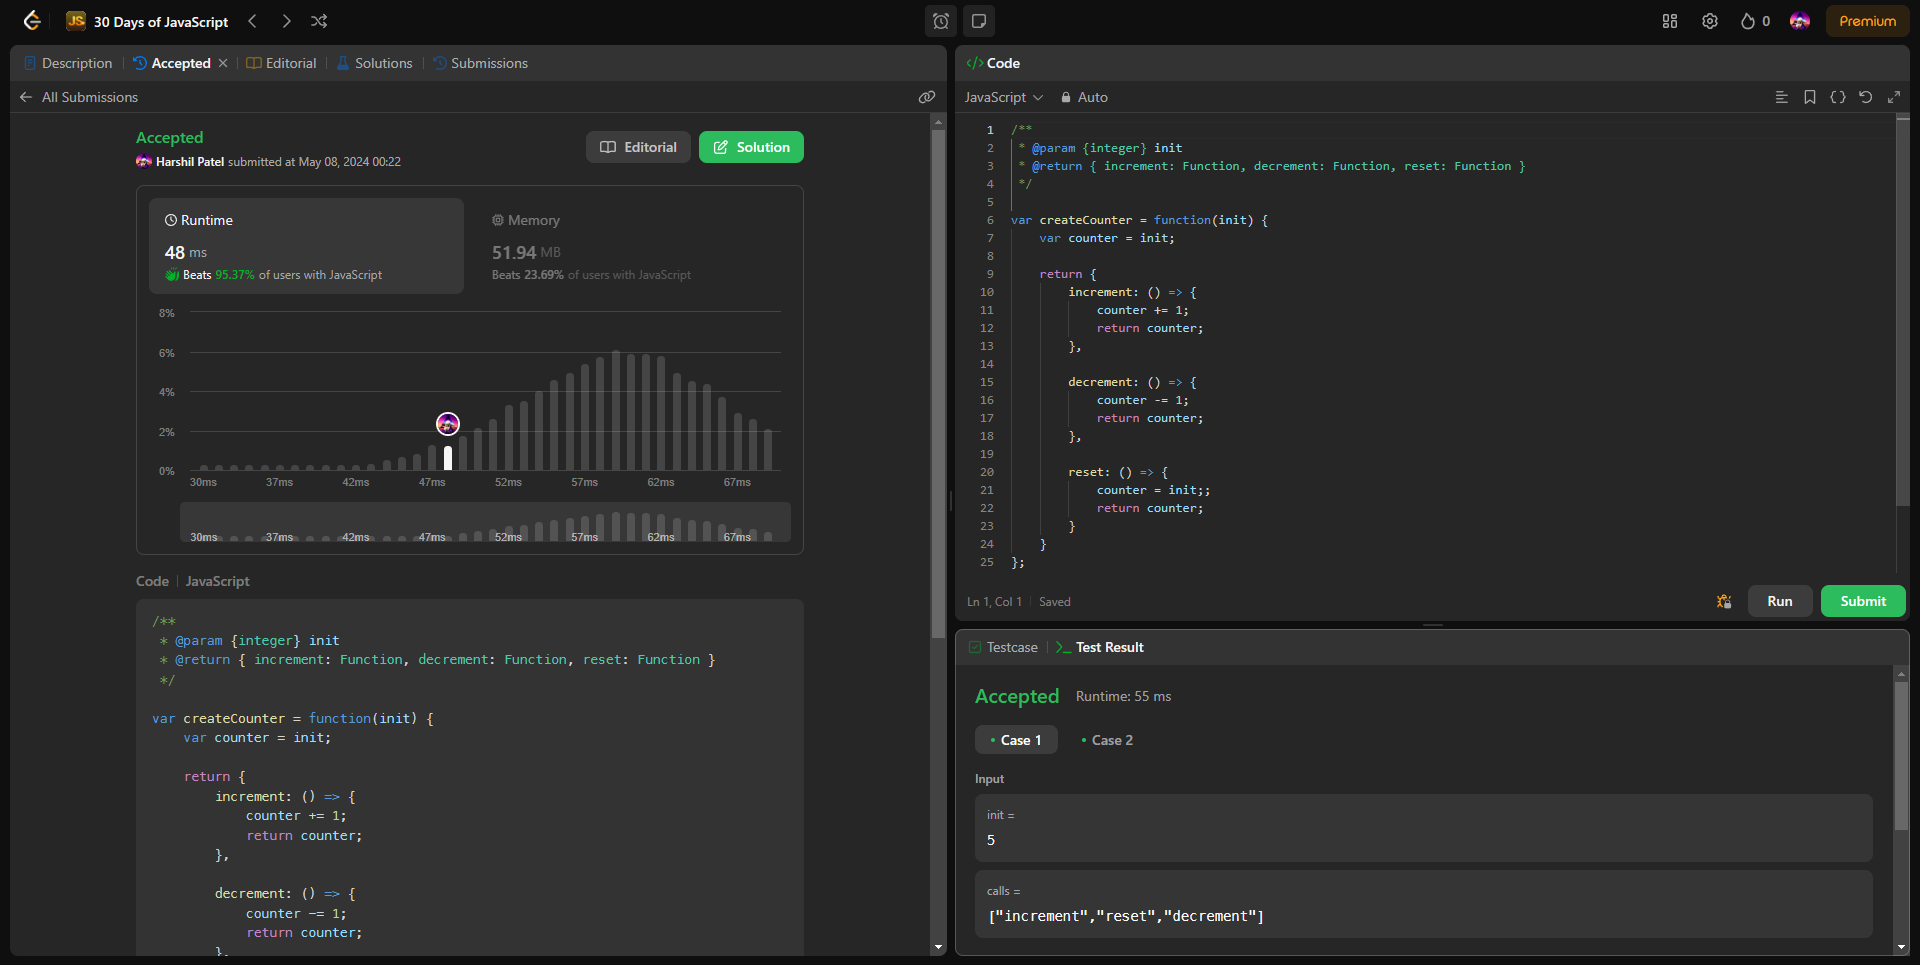 JS 30 Days of JavaScript
0
Premium
Description
Accepted
Editorial
Solutions
Submissions
All Submissions
Accepted
Harshil Patel submitted at May 08, 2024 00:22
Editorial
Solution
Runtime
48 ms
Beats 95.37% of users with JavaScript
Memory
51.94 MB
Beats 23.69% of users with JavaScript
8%
6%
4%
2%
0%
30ms 37ms 42ms 47ms 52ms 57ms 62ms 67ms
30ms 37ms 42ms 47ms 52ms 57ms 62ms 67ms
Code | JavaScript
/**
 * @param {integer} init
 * @return { increment: Function, decrement: Function, reset: Function }
 */
var createCounter = function(init) {
    var counter = init;
    return {
        increment: () => {
            counter += 1;
            return counter;
        },
        decrement: () => {
            counter -= 1;
            return counter;
        },
</> Code
JavaScript
Auto
1 /**
2  * @param {integer} init
3  * @return { increment: Function, decrement: Function, reset: Function }
4  */
5
6 var createCounter = function(init) {
7     var counter = init;
8
9     return {
10         increment: () => {
11             counter += 1;
12             return counter;
13         },
14
15         decrement: () => {
16             counter -= 1;
17             return counter;
18         },
19
20         reset: () => {
21             counter = init;;
22             return counter;
23         }
24     }
25 };
Ln 1, Col 1 | Saved
Run
Submit
Testcase
>_ Test Result
Accepted Runtime: 55 ms
• Case 1 • Case 2
Input
init =
5
calls =
["increment","reset","decrement"]